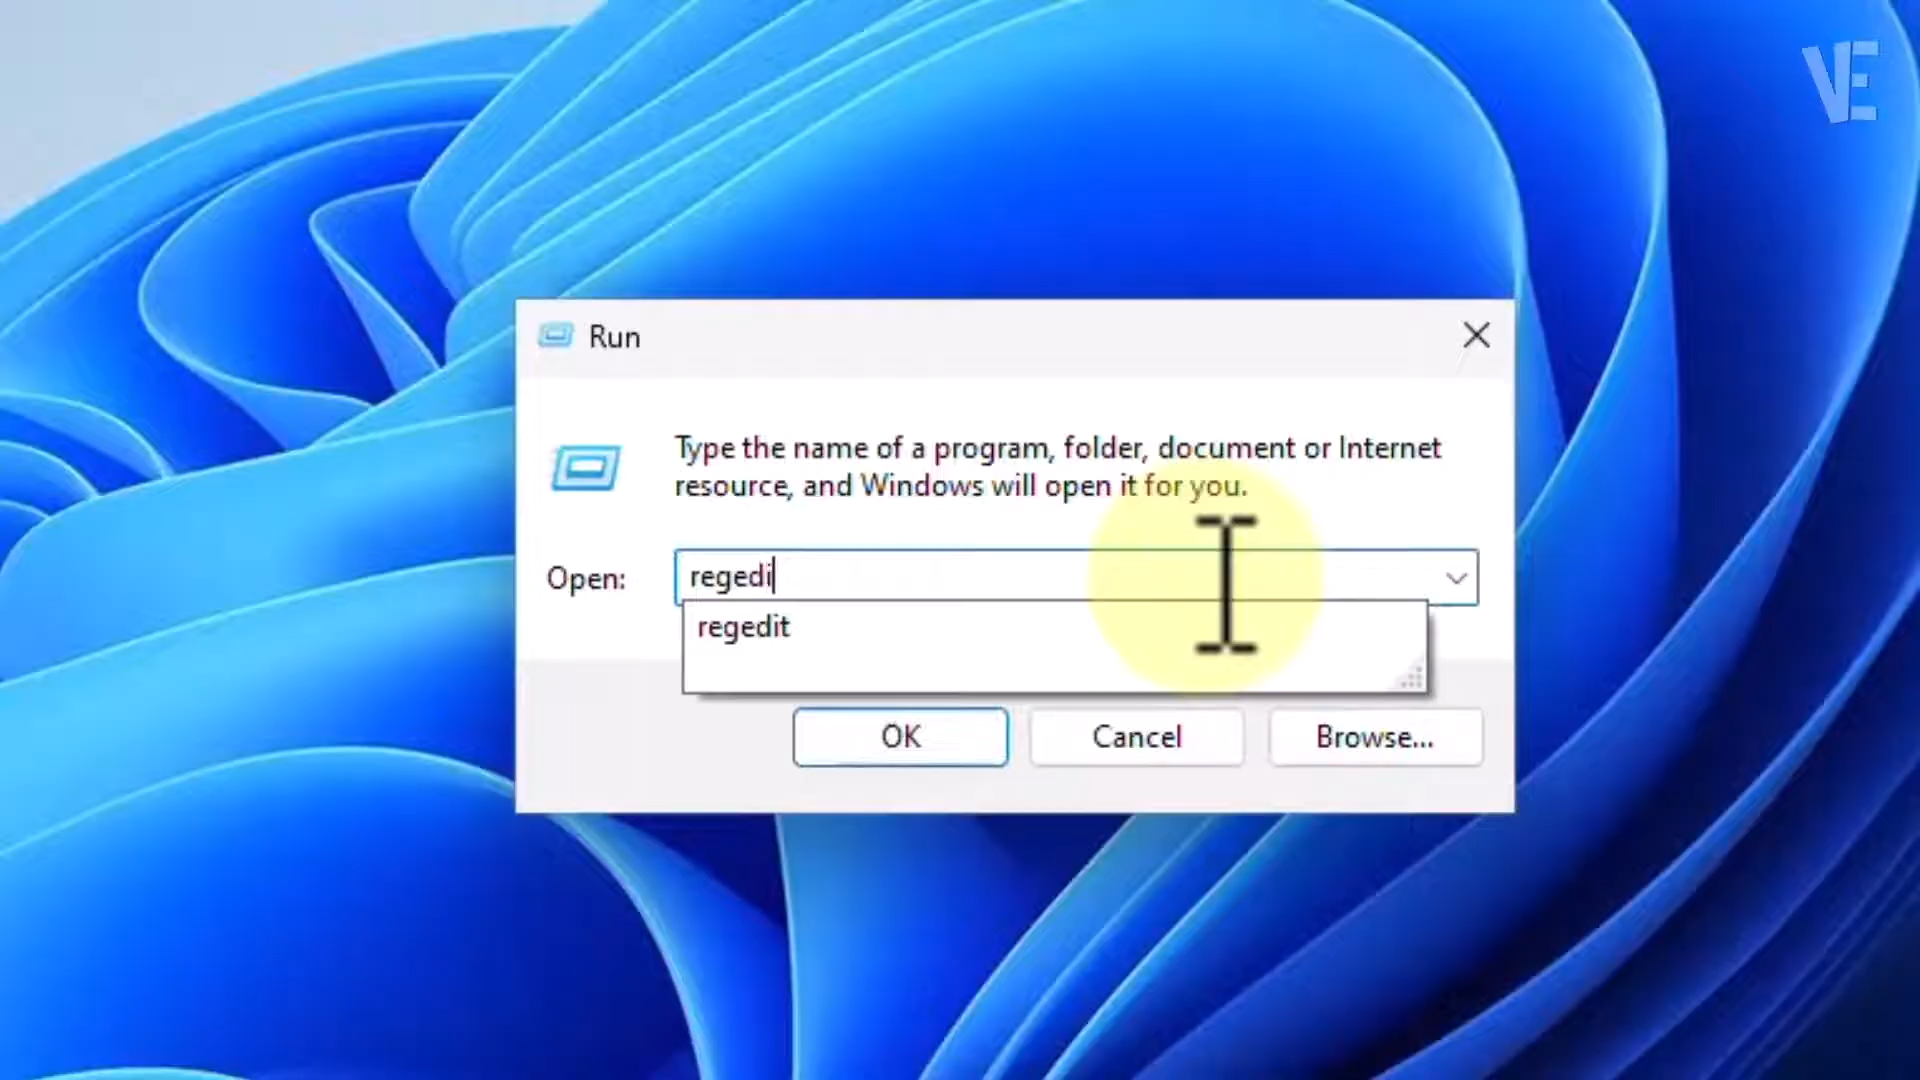 VE
Run
Type the name of a program, folder, document or Internet
resource, and Windows will open it for you.
Open:
regedi
regedit
OK
Cancel
Browse...